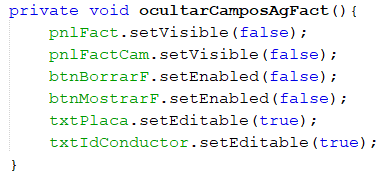 private void ocultarCamposAgFact(){
pnlFact.setVisible(false);
pnlFactCam.setVisible(false);
btnBorrarF.setEnabled(false);
btnMostrarF.setEnabled(false);
txtPlaca.setEditable(true);
txtIdConductor.setEditable(true);
}